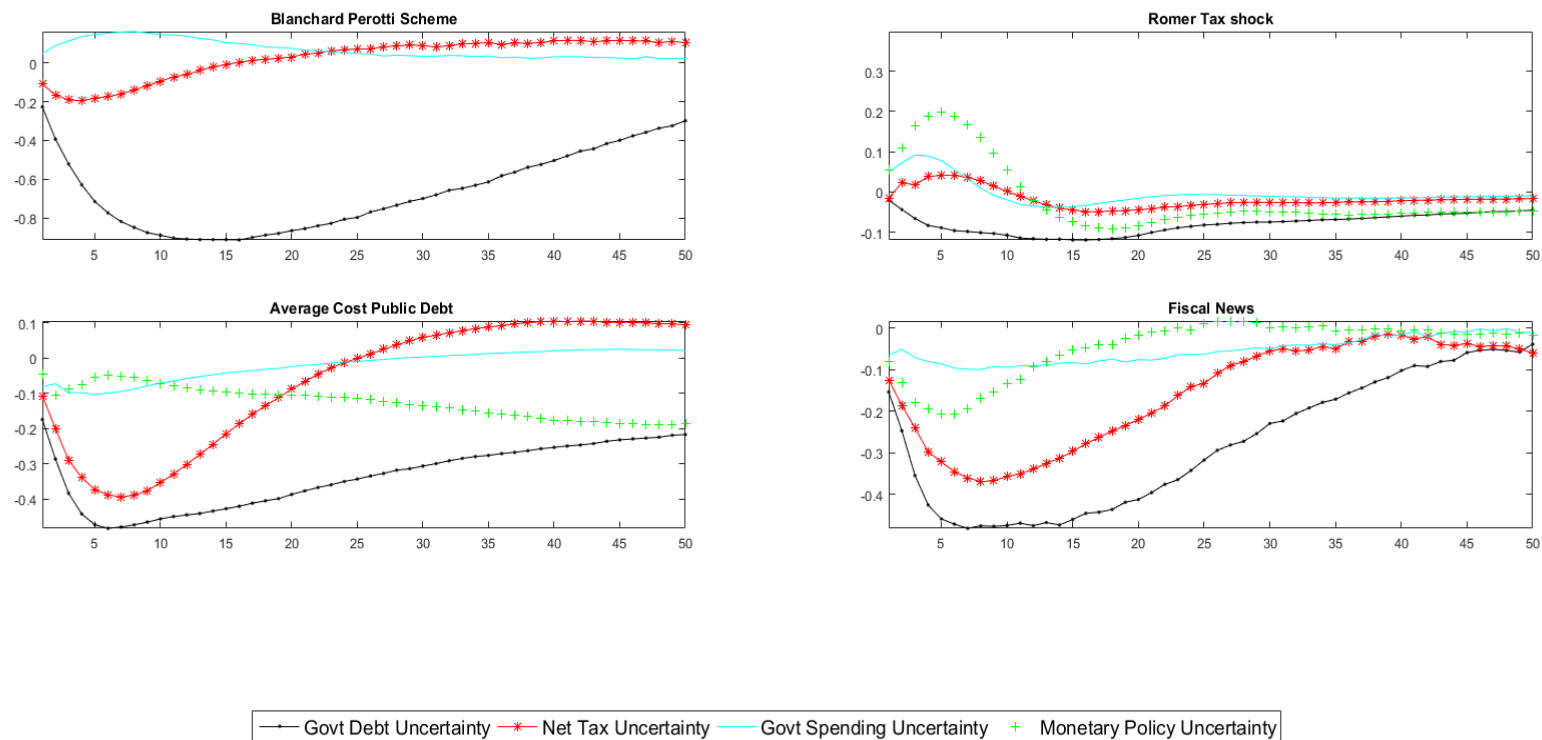 Blanchard Perotti Scheme
0
-0.2
-0.4
-0.6
-0.8
5 10 15 20 25 30 35 40 45 50
Romer Tax shock
0.3
0.2
0.1
0
-0.1
5 10 15 20 25 30 35 40 45 50
Average Cost Public Debt
0.1
0
-0.1
-0.2
-0.3
-0.4
5 10 15 20 25 30 35 40 45 50
Fiscal News
0
-0.1
-0.2
-0.3
-0.4
5 10 15 20 25 30 35 40 45 50
Govt Debt Uncertainty Net Tax Uncertainty Govt Spending Uncertainty Monetary Policy Uncertainty